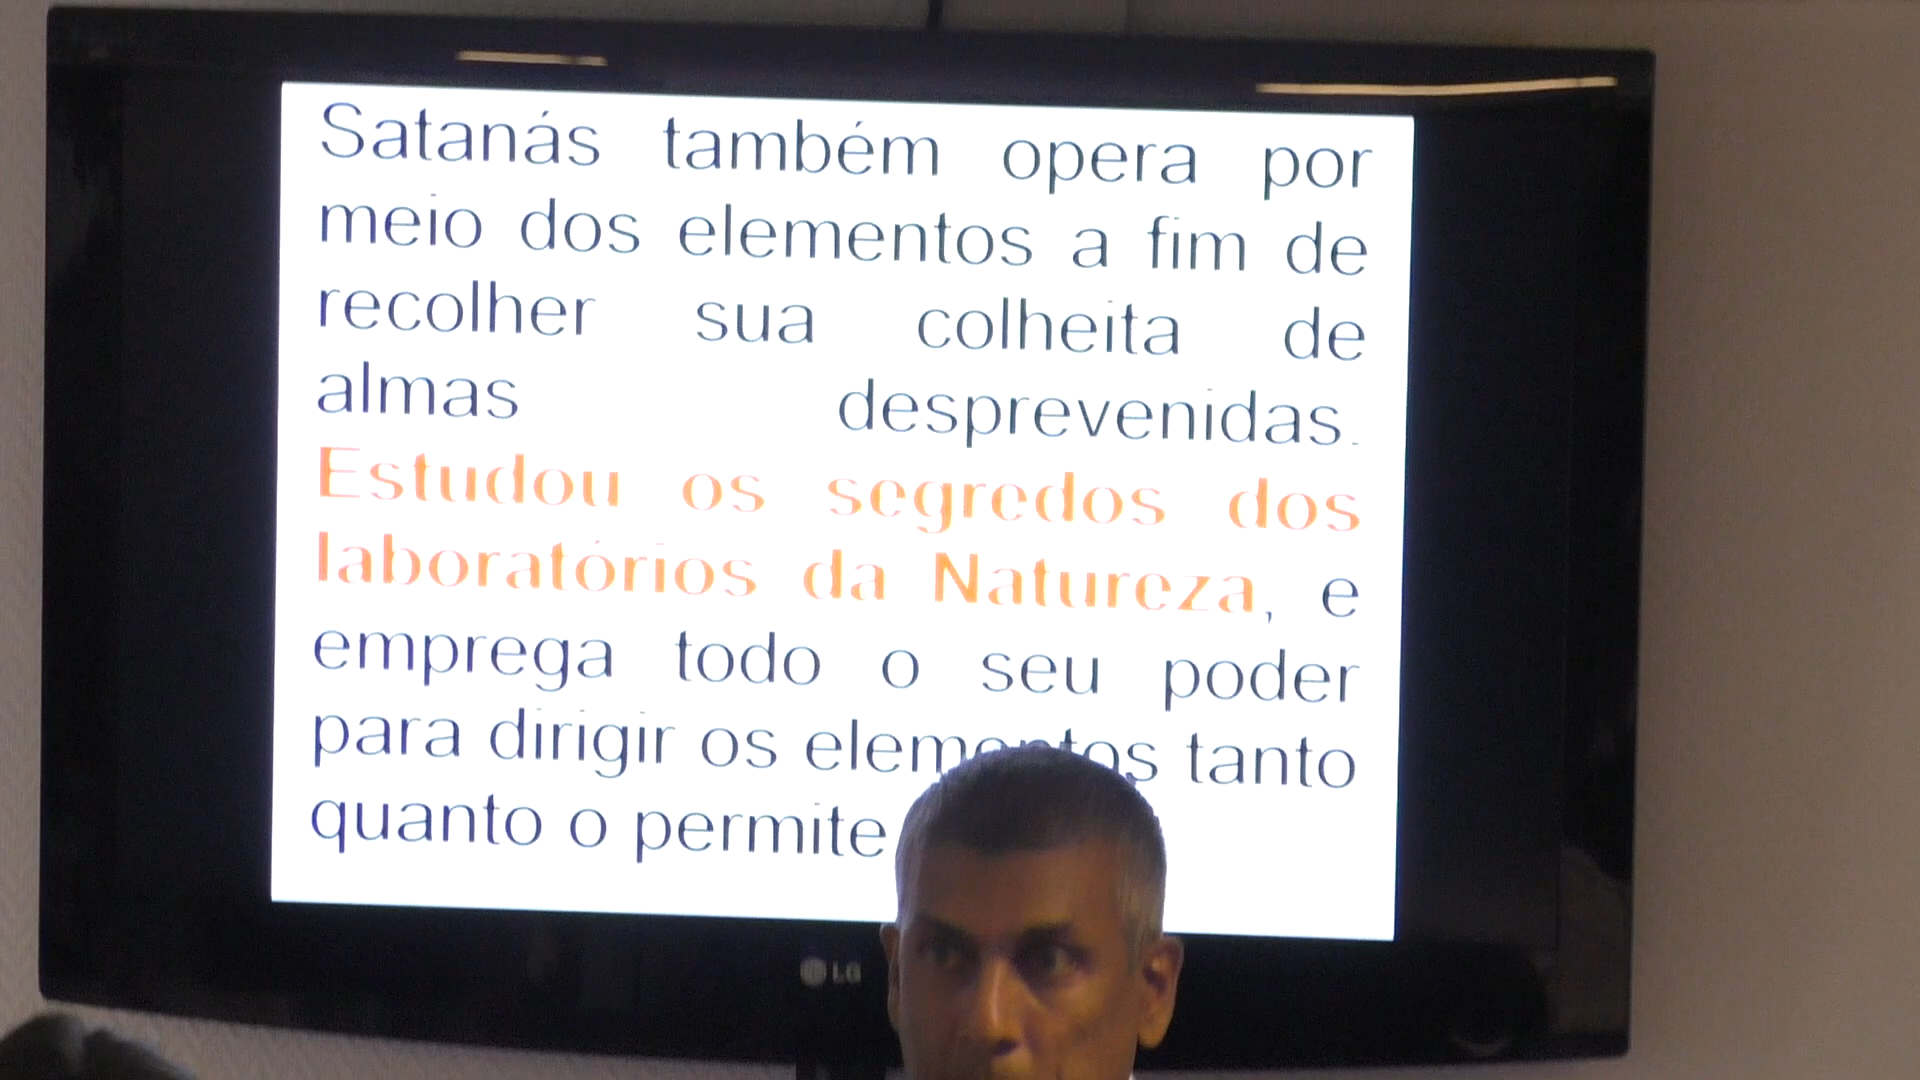 Satanás também opera por
meio dos elementos a fim de
recolher sua colheita de
almas desprevenidas.
Estudou os segredos dos
laboratórios da Natureza, e
emprega todo o seu poder
para dirigir os elementos tanto
quanto o permite
LG